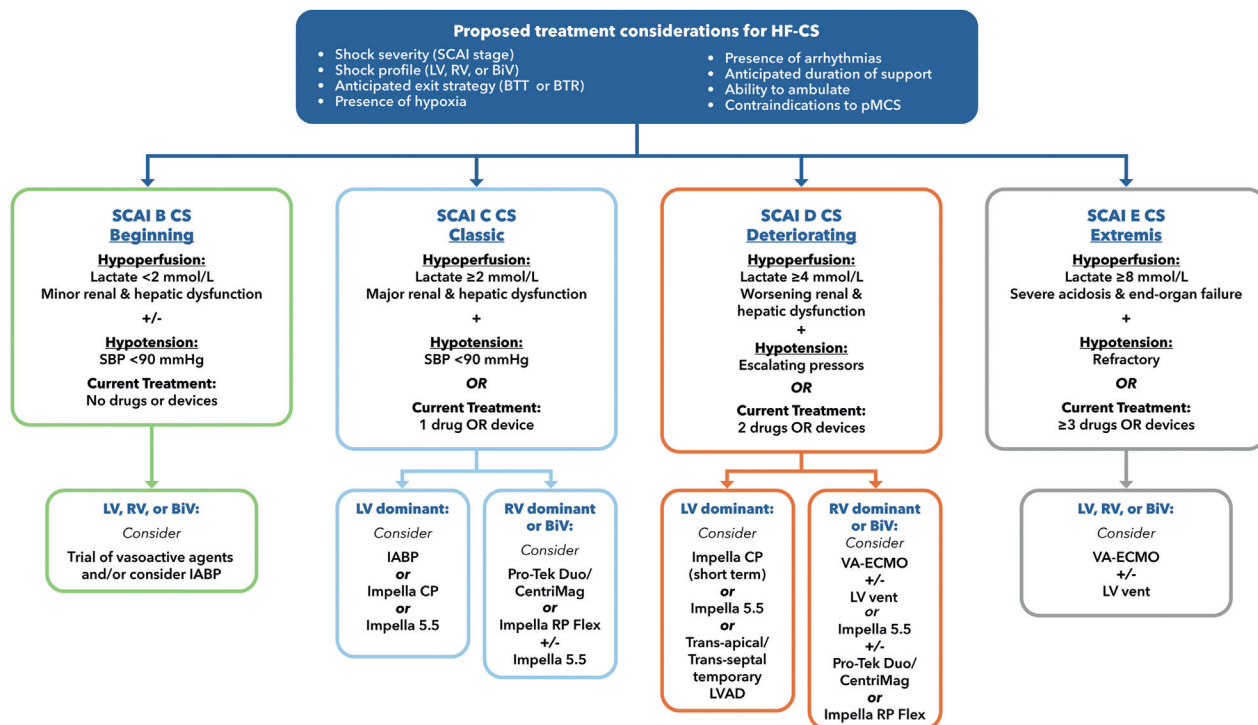 Proposed treatment considerations for HF-CS
• Shock severity (SCAI stage)
• Shock profile (LV, RV, or BiV)
• Anticipated exit strategy (BTT or BTR)
• Presence of hypoxia
• Presence of arrhythmias
• Anticipated duration of support
• Ability to ambulate
• Contraindications to pMCS
SCAI B CS
Beginning
Hypoperfusion:
Lactate <2 mmol/L
Minor renal & hepatic dysfunction
+/-
Hypotension:
SBP <90 mmHg
Current Treatment:
No drugs or devices
LV, RV, or BiV:
Consider
Trial of vasoactive agents
and/or consider IABP
SCAI C CS
Classic
Hypoperfusion:
Lactate ≥2 mmol/L
Major renal & hepatic dysfunction
+
Hypotension:
SBP <90 mmHg
OR
Current Treatment:
1 drug OR device
LV dominant:
Consider
IABP
or
Impella CP
or
Impella 5.5
RV dominant
or BiV:
Consider
Pro-Tek Duo/
CentriMag
or
Impella RP Flex
+/-
Impella 5.5
SCAI D CS
Deteriorating
Hypoperfusion:
Lactate ≥4 mmol/L
Worsening renal &
hepatic dysfunction
+
Hypotension:
Escalating pressors
OR
Current Treatment:
2 drugs OR devices
LV dominant:
Consider
Impella CP
(short term)
or
Impella 5.5
or
Trans-apical/
Trans-septal
temporary
LVAD
RV dominant
or BiV:
Consider
VA-ECMO
+/-
LV vent
or
Impella 5.5
+/-
Pro-Tek Duo/
CentriMag
or
Impella RP Flex
SCAI E CS
Extremis
Hypoperfusion:
Lactate ≥8 mmol/L
Severe acidosis & end-organ failure
+
Hypotension:
Refractory
OR
Current Treatment:
≥3 drugs OR devices
LV, RV, or BiV:
Consider
VA-ECMO
+/-
LV vent